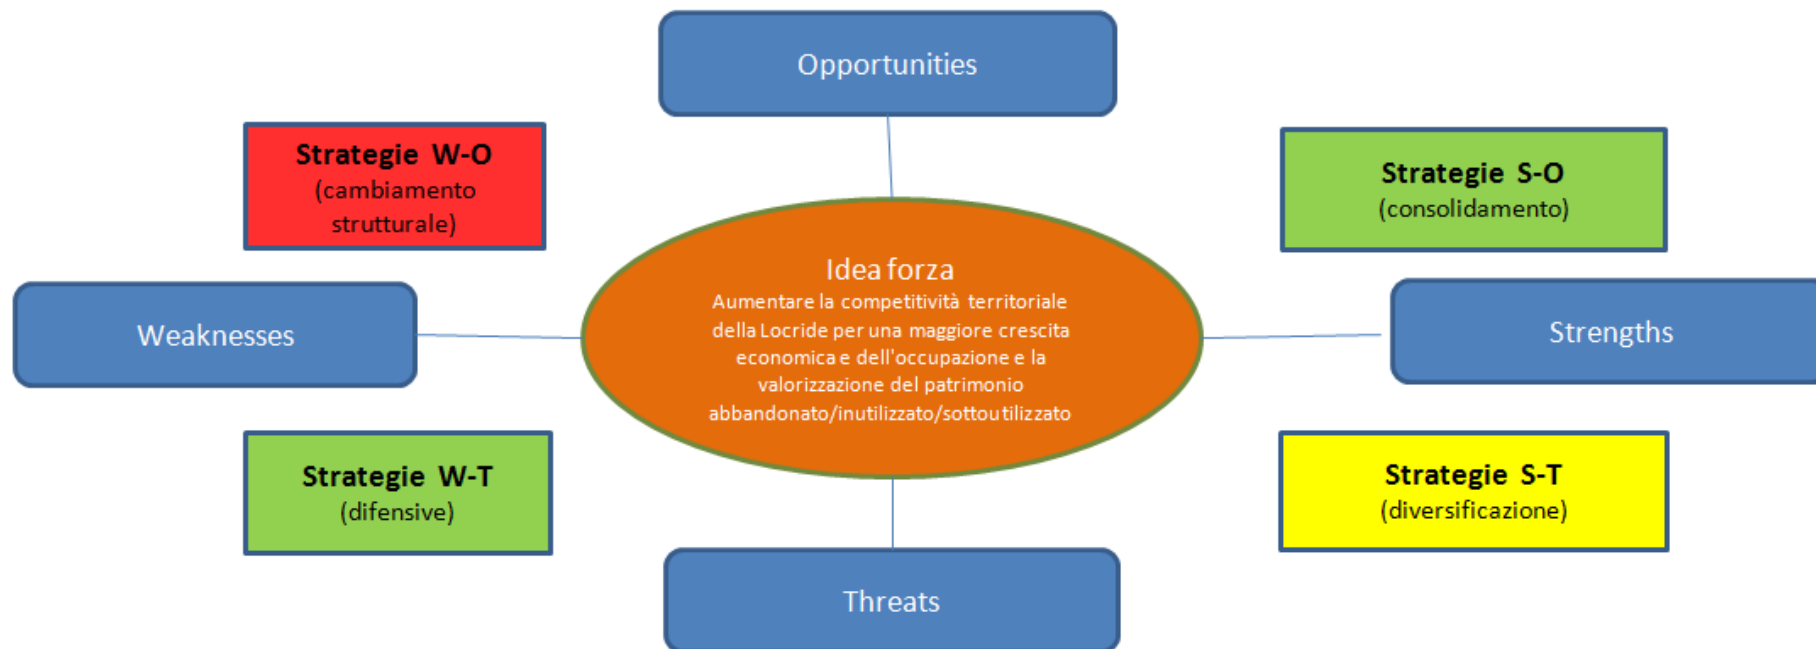 Opportunities
Strategie W-O
(cambiamento
strutturale)
Strategie S-O
(consolidamento)
Idea forza
Aumentare la competitività territoriale
della Locride per una maggiore crescita
economica e dell'occupazione e la
valorizzazione del patrimonio
abbandonato/inutilizzato/sottoutilizzato
Weaknesses
Strengths
Strategie W-T
(difensive)
Strategie S-T
(diversificazione)
Threats